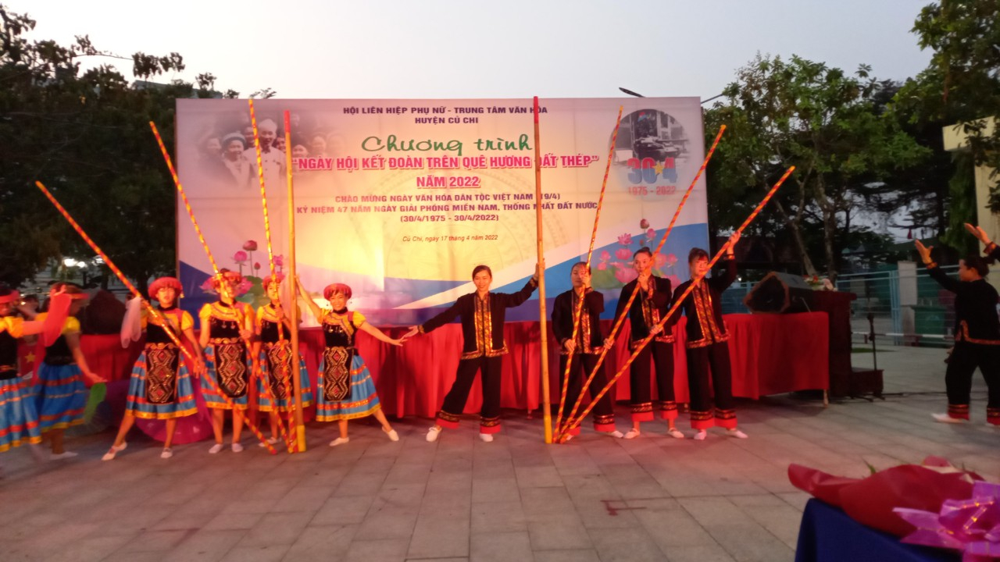 HỘI LIÊN HIỆP PHỤ NỮ - TRUNG TÂM VĂN HÓA
HUYỆN CỦ CHI
Chương trình
"NGÀY HỘI KẾT ĐOÀN TRÊN QUÊ HƯƠNG ĐẤT THÉP"
NĂM 2022
CHÀO MỪNG NGÀY VĂN HÓA DÂN TỘC VIỆT NAM (19/4)
KỶ NIỆM 47 NĂM NGÀY GIẢI PHÓNG MIỀN NAM, THỐNG NHẤT ĐẤT NƯỚC
(30/4/1975 - 30/4/2022)
Củ Chi, ngày 17 tháng 4 năm 2022
30★4
1975 - 2022